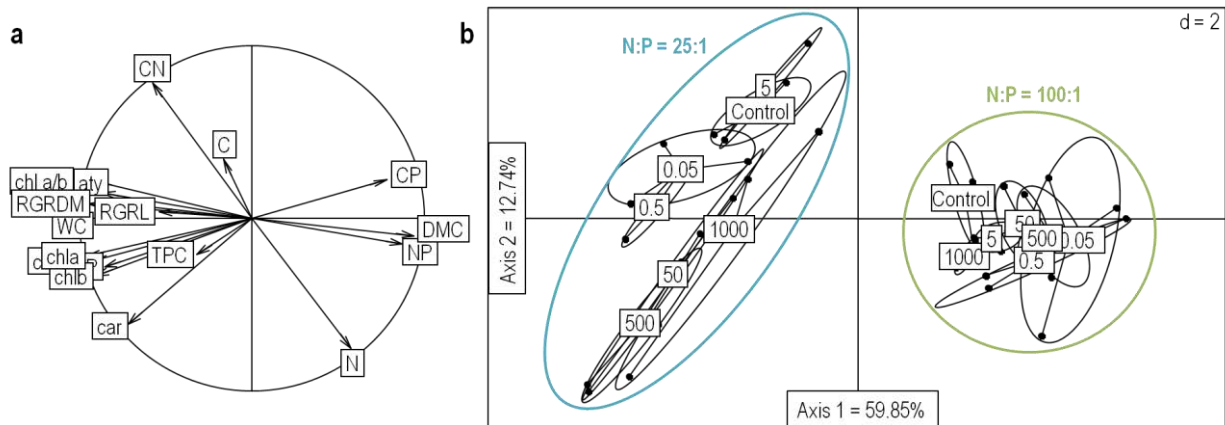 a
CN
C
chl a/b
aty
RGRDM
RGRL
WC
chla
TPC
chlb
car
CP
DMC
NP
N
b
N:P = 25:1
d = 2
N:P = 100:1
5
Control
0.05
0.5
1000
50
500
Control
50
5
500
0.05
1000
0.5
Axis 2 = 12.74%
Axis 1 = 59.85%